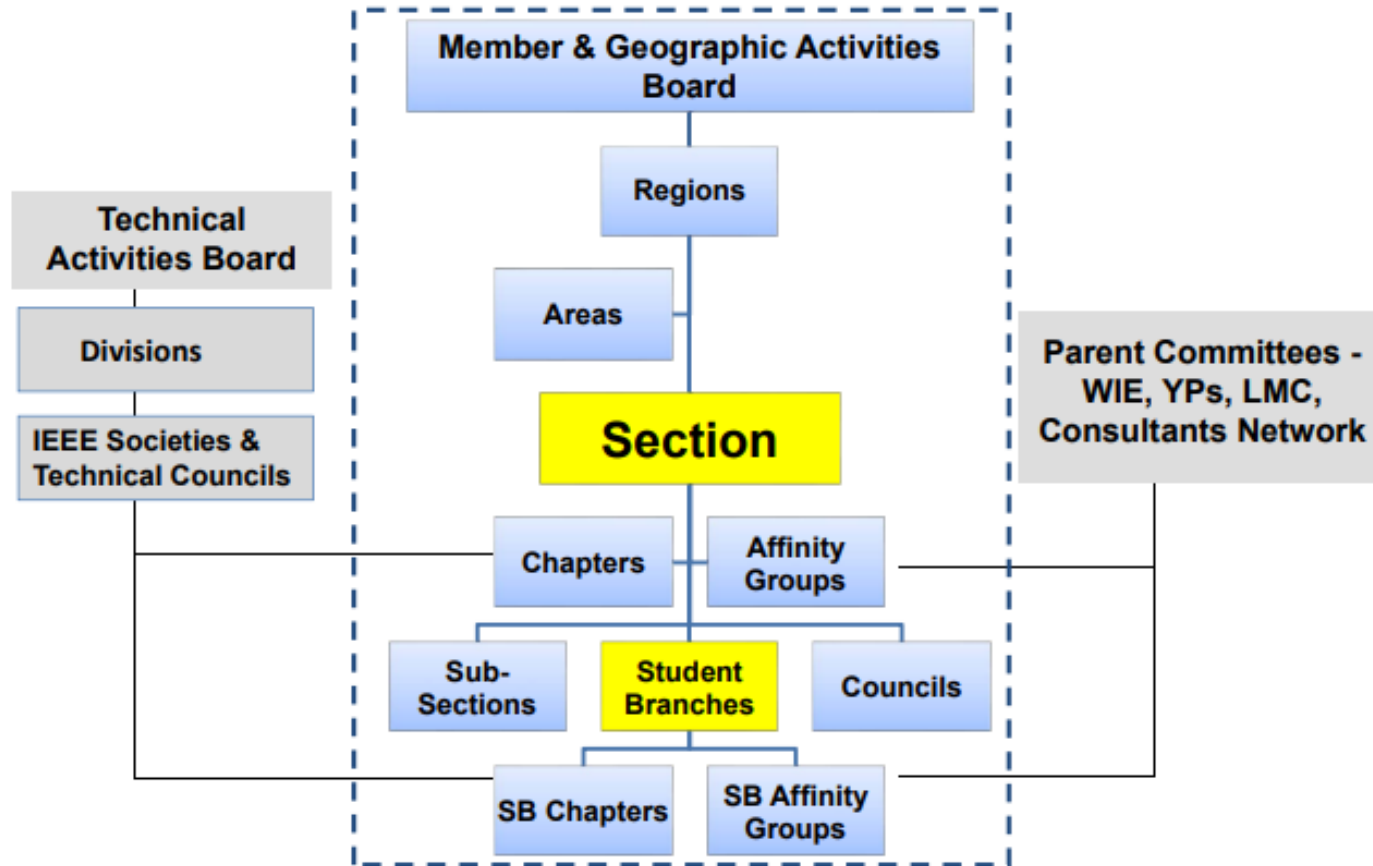 Member & Geographic Activities
Board
Regions
Technical
Activities Board
Areas
Divisions
Parent Committees -
WIE, YPs, LMC,
Consultants Network
IEEE Societies &
Technical Councils
Section
Chapters
Affinity
Groups
Sub-
Sections
Student
Branches
Councils
SB Chapters
SB Affinity
Groups